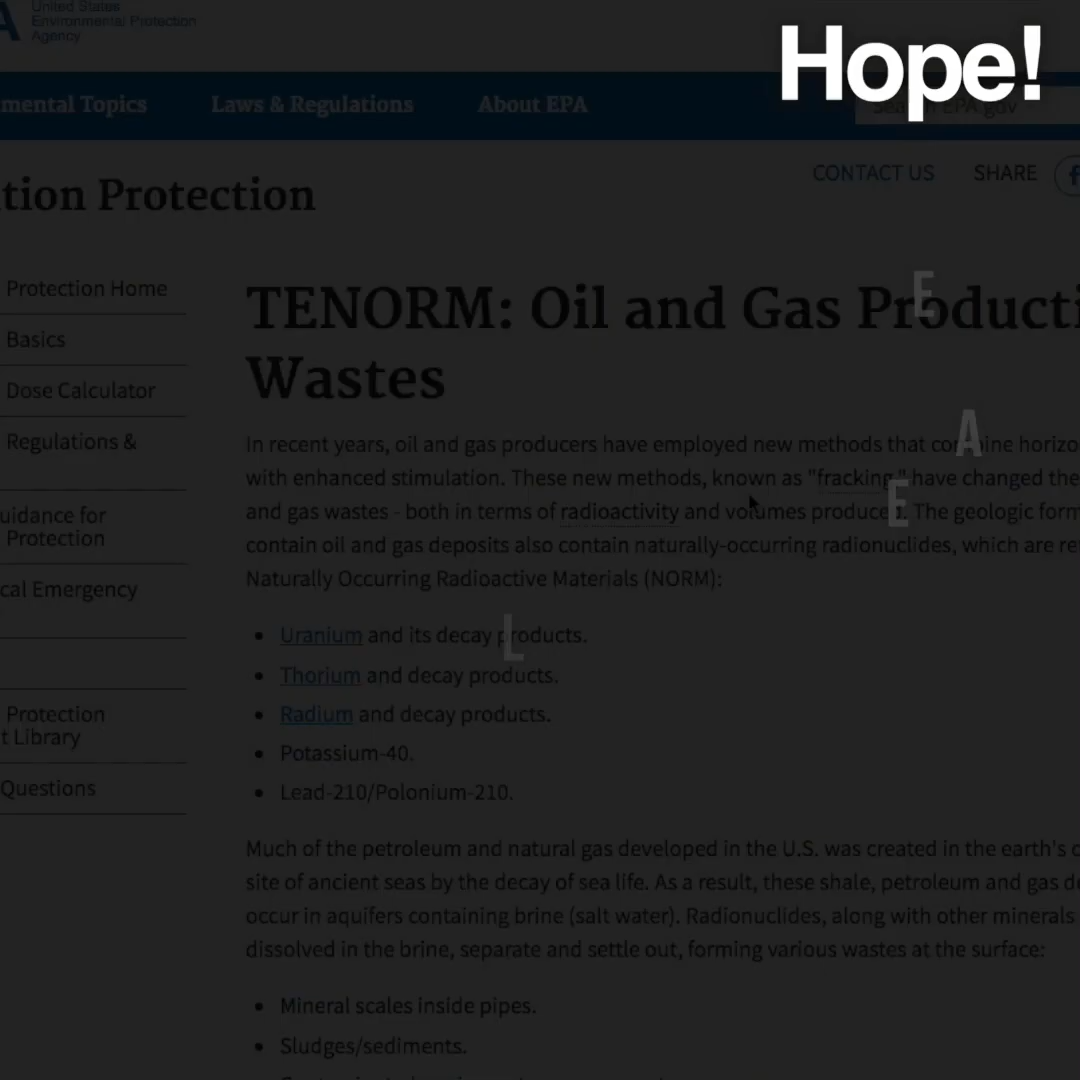 United States
Environmental Protection
Agency
Hope!
mental Topics
Laws & Regulations
About EPA
Search EPA.gov
CONTACT US
SHARE
tion Protection
Protection Home
Basics
Dose Calculator
Regulations &
uidance for
Protection
cal Emergency
Protection
t Library
Questions
TENORM: Oil and Gas Producti
Wastes
E
A
E
L
In recent years, oil and gas producers have employed new methods that combine horizo
with enhanced stimulation. These new methods, known as "fracking," have changed the
and gas wastes - both in terms of radioactivity and volumes produced. The geologic form
contain oil and gas deposits also contain naturally-occurring radionuclides, which are re
Naturally Occurring Radioactive Materials (NORM):
• Uranium and its decay products.
• Thorium and decay products.
• Radium and decay products.
• Potassium-40.
• Lead-210/Polonium-210.
Much of the petroleum and natural gas developed in the U.S. was created in the earth's c
site of ancient seas by the decay of sea life. As a result, these shale, petroleum and gas de
occur in aquifers containing brine (salt water). Radionuclides, along with other minerals
dissolved in the brine, separate and settle out, forming various wastes at the surface:
• Mineral scales inside pipes.
• Sludges/sediments.